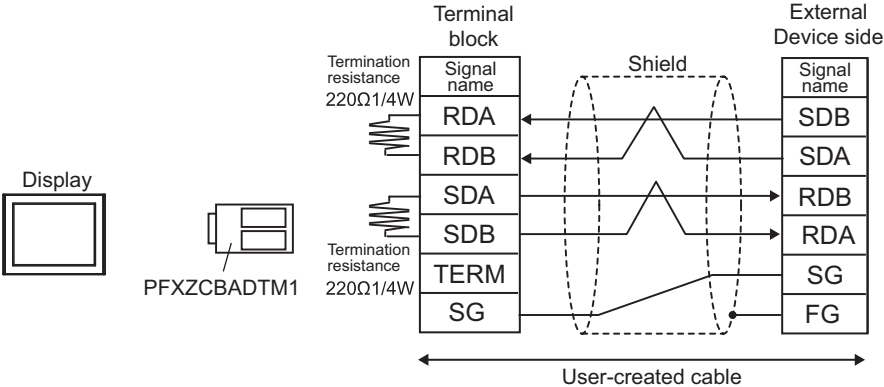 Display
PFXZCBADTM1
Termination
resistance
220Ω1/4W
Termination
resistance
220Ω1/4W
Terminal
block
Signal
name
RDA
RDB
SDA
SDB
TERM
SG
Shield
External
Device side
Signal
name
SDB
SDA
RDB
RDA
SG
FG
User-created cable